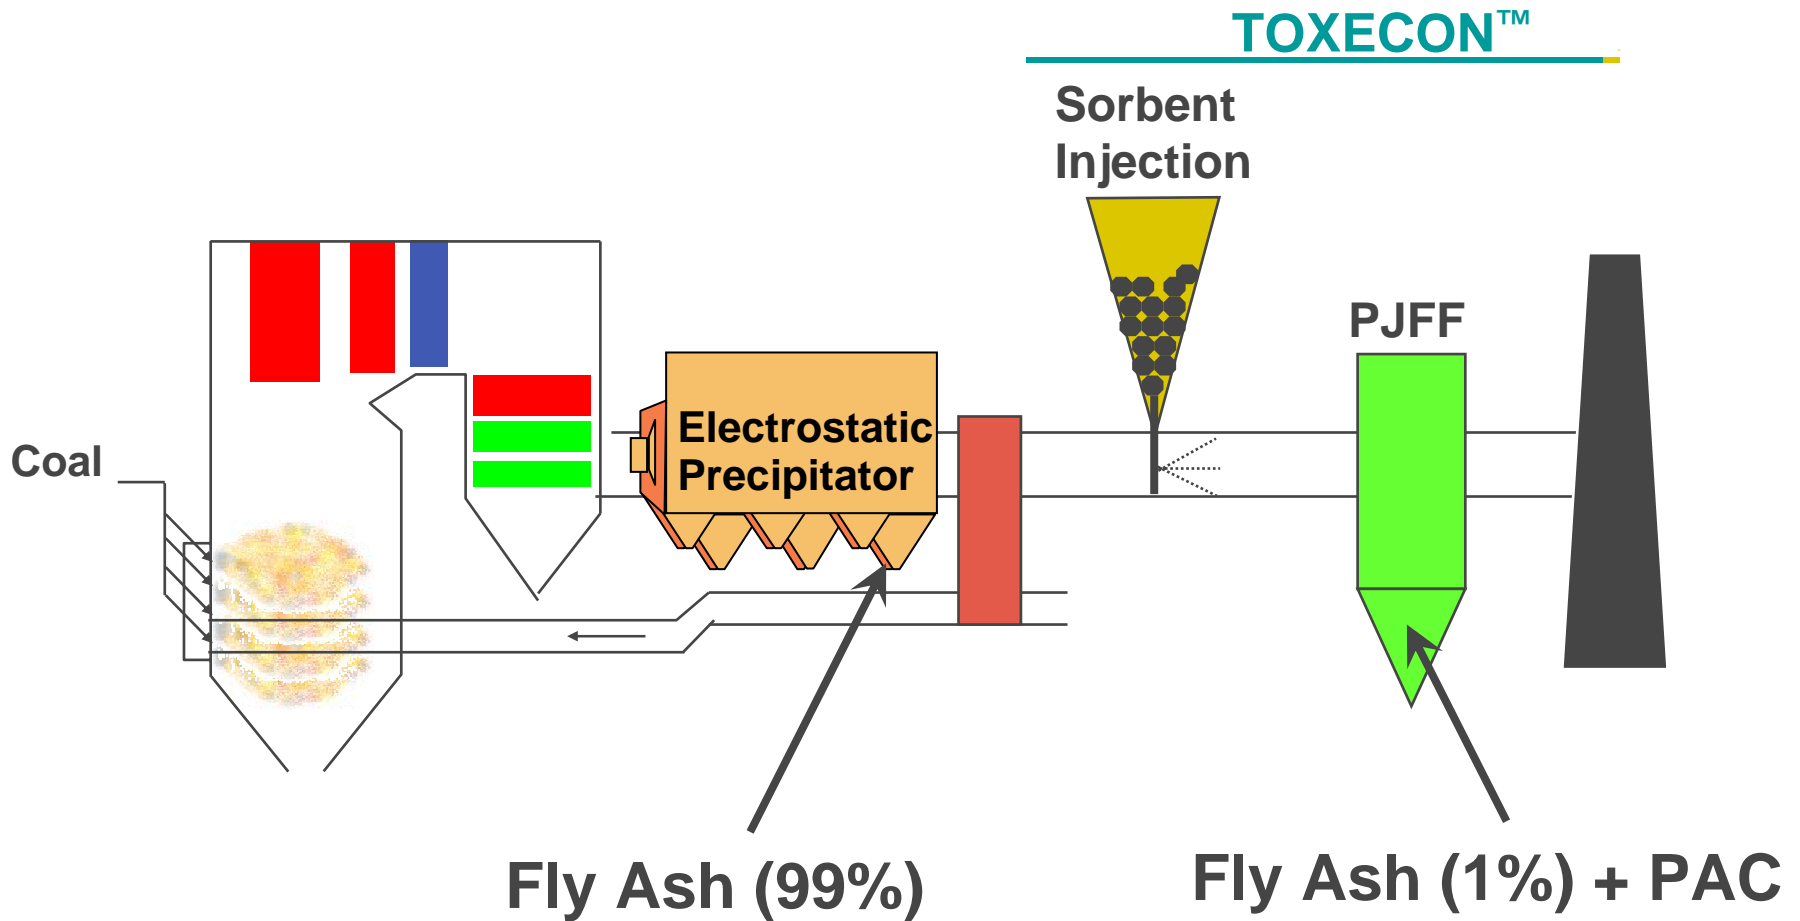 TOXECON™
Sorbent
Injection
PJFF
Electrostatic
Precipitator
Coal
Fly Ash (99%)
Fly Ash (1%) + PAC